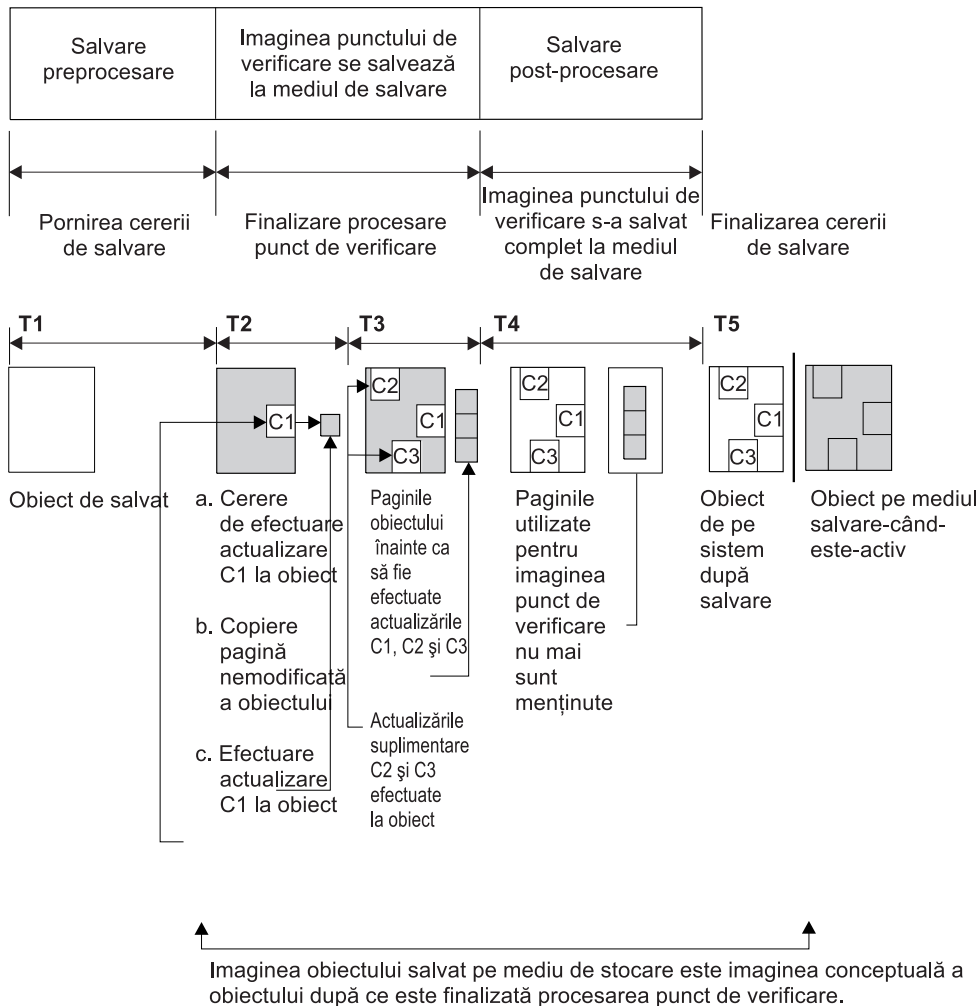 Salvare
preprocesare
Imaginea punctului de
verificare se salvează
la mediul de salvare
Salvare
post-procesare
Pornirea cererii
de salvare
Finalizare procesare
punct de verificare
Imaginea punctului de
verificare s-a salvat
complet la mediul
de salvare
Finalizarea cererii
de salvare
T1
T2
T3
T4
T5
C1
C2
C1
C3
C2
C1
C3
C2
C1
C3
Obiect de salvat
a. Cerere
de efectuare
actualizare
C1 la obiect
b. Copiere
pagină
nemodificată
a obiectului
c. Efectuare
actualizare
C1 la obiect
Paginile
obiectului
înainte ca
să fie
efectuate
actualizările
C1, C2 şi C3
Actualizările
suplimentare
C2 şi C3
efectuate
la obiect
Paginile
utilizate
pentru
imaginea
punct de
verificare
nu mai
sunt
menţinute
Obiect
de pe
sistem
după
salvare
Obiect pe mediul
salvare-când-
este-activ
Imaginea obiectului salvat pe mediu de stocare este imaginea conceptuală a
obiectului după ce este finalizată procesarea punct de verificare.